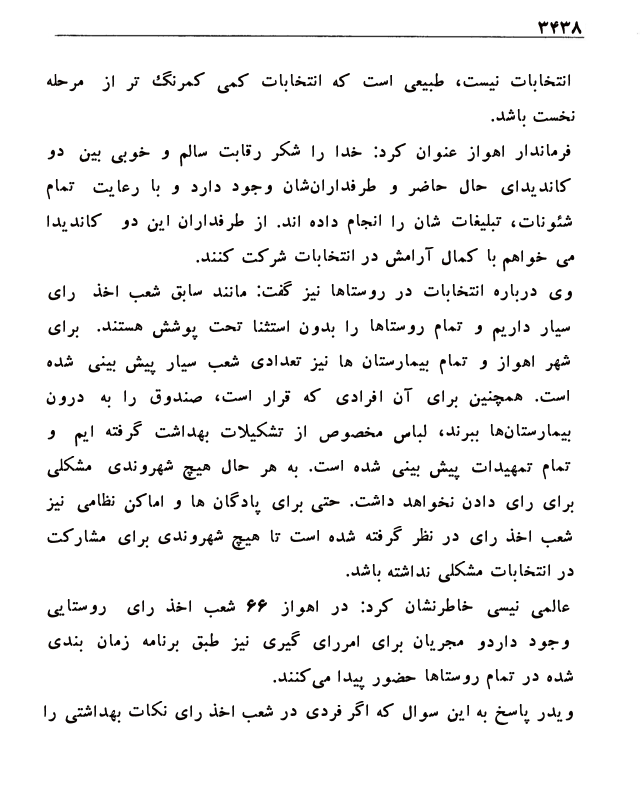 ۳۴۳۸
انتخابات نیست، طبیعی است که انتخابات کمی کمرنگ تر از مرحله
نخست باشد.
فرماندار اهواز عنوان کرد: خدا را شکر رقابت سالم و خوبی بین دو
کاندیدای حال حاضر و طرفداران‌شان وجود دارد و با رعایت تمام
شئونات، تبلیغات شان را انجام داده اند. از طرفداران این دو کاندیدا
می خواهم با کمال آرامش در انتخابات شرکت کنند.
وی درباره انتخابات در روستاها نیز گفت: مانند سابق شعب اخذ رای
سیار داریم و تمام روستاها را بدون استثنا تحت پوشش هستند. برای
شهر اهواز و تمام بیمارستان ها نیز تعدادی شعب سیار پیش بینی شده
است. همچنین برای آن افرادی که قرار است، صندوق را به درون
بیمارستان‌ها ببرند، لباس مخصوص از تشکیلات بهداشت گرفته ایم و
تمام تمهیدات پیش بینی شده است. به هر حال هیچ شهروندی مشکلی
برای رای دادن نخواهد داشت. حتی برای پادگان ها و اماکن نظامی نیز
شعب اخذ رای در نظر گرفته شده است تا هیچ شهروندی برای مشارکت
در انتخابات مشکلی نداشته باشد.
عالمی نیسی خاطرنشان کرد: در اهواز ۶۶ شعب اخذ رای روستایی
وجود داردو مجریان برای امررای گیری نیز طبق برنامه زمان بندی
شده در تمام روستاها حضور پیدا می‌کنند.
ویدر پاسخ به این سوال که اگر فردی در شعب اخذ رای نکات بهداشتی را